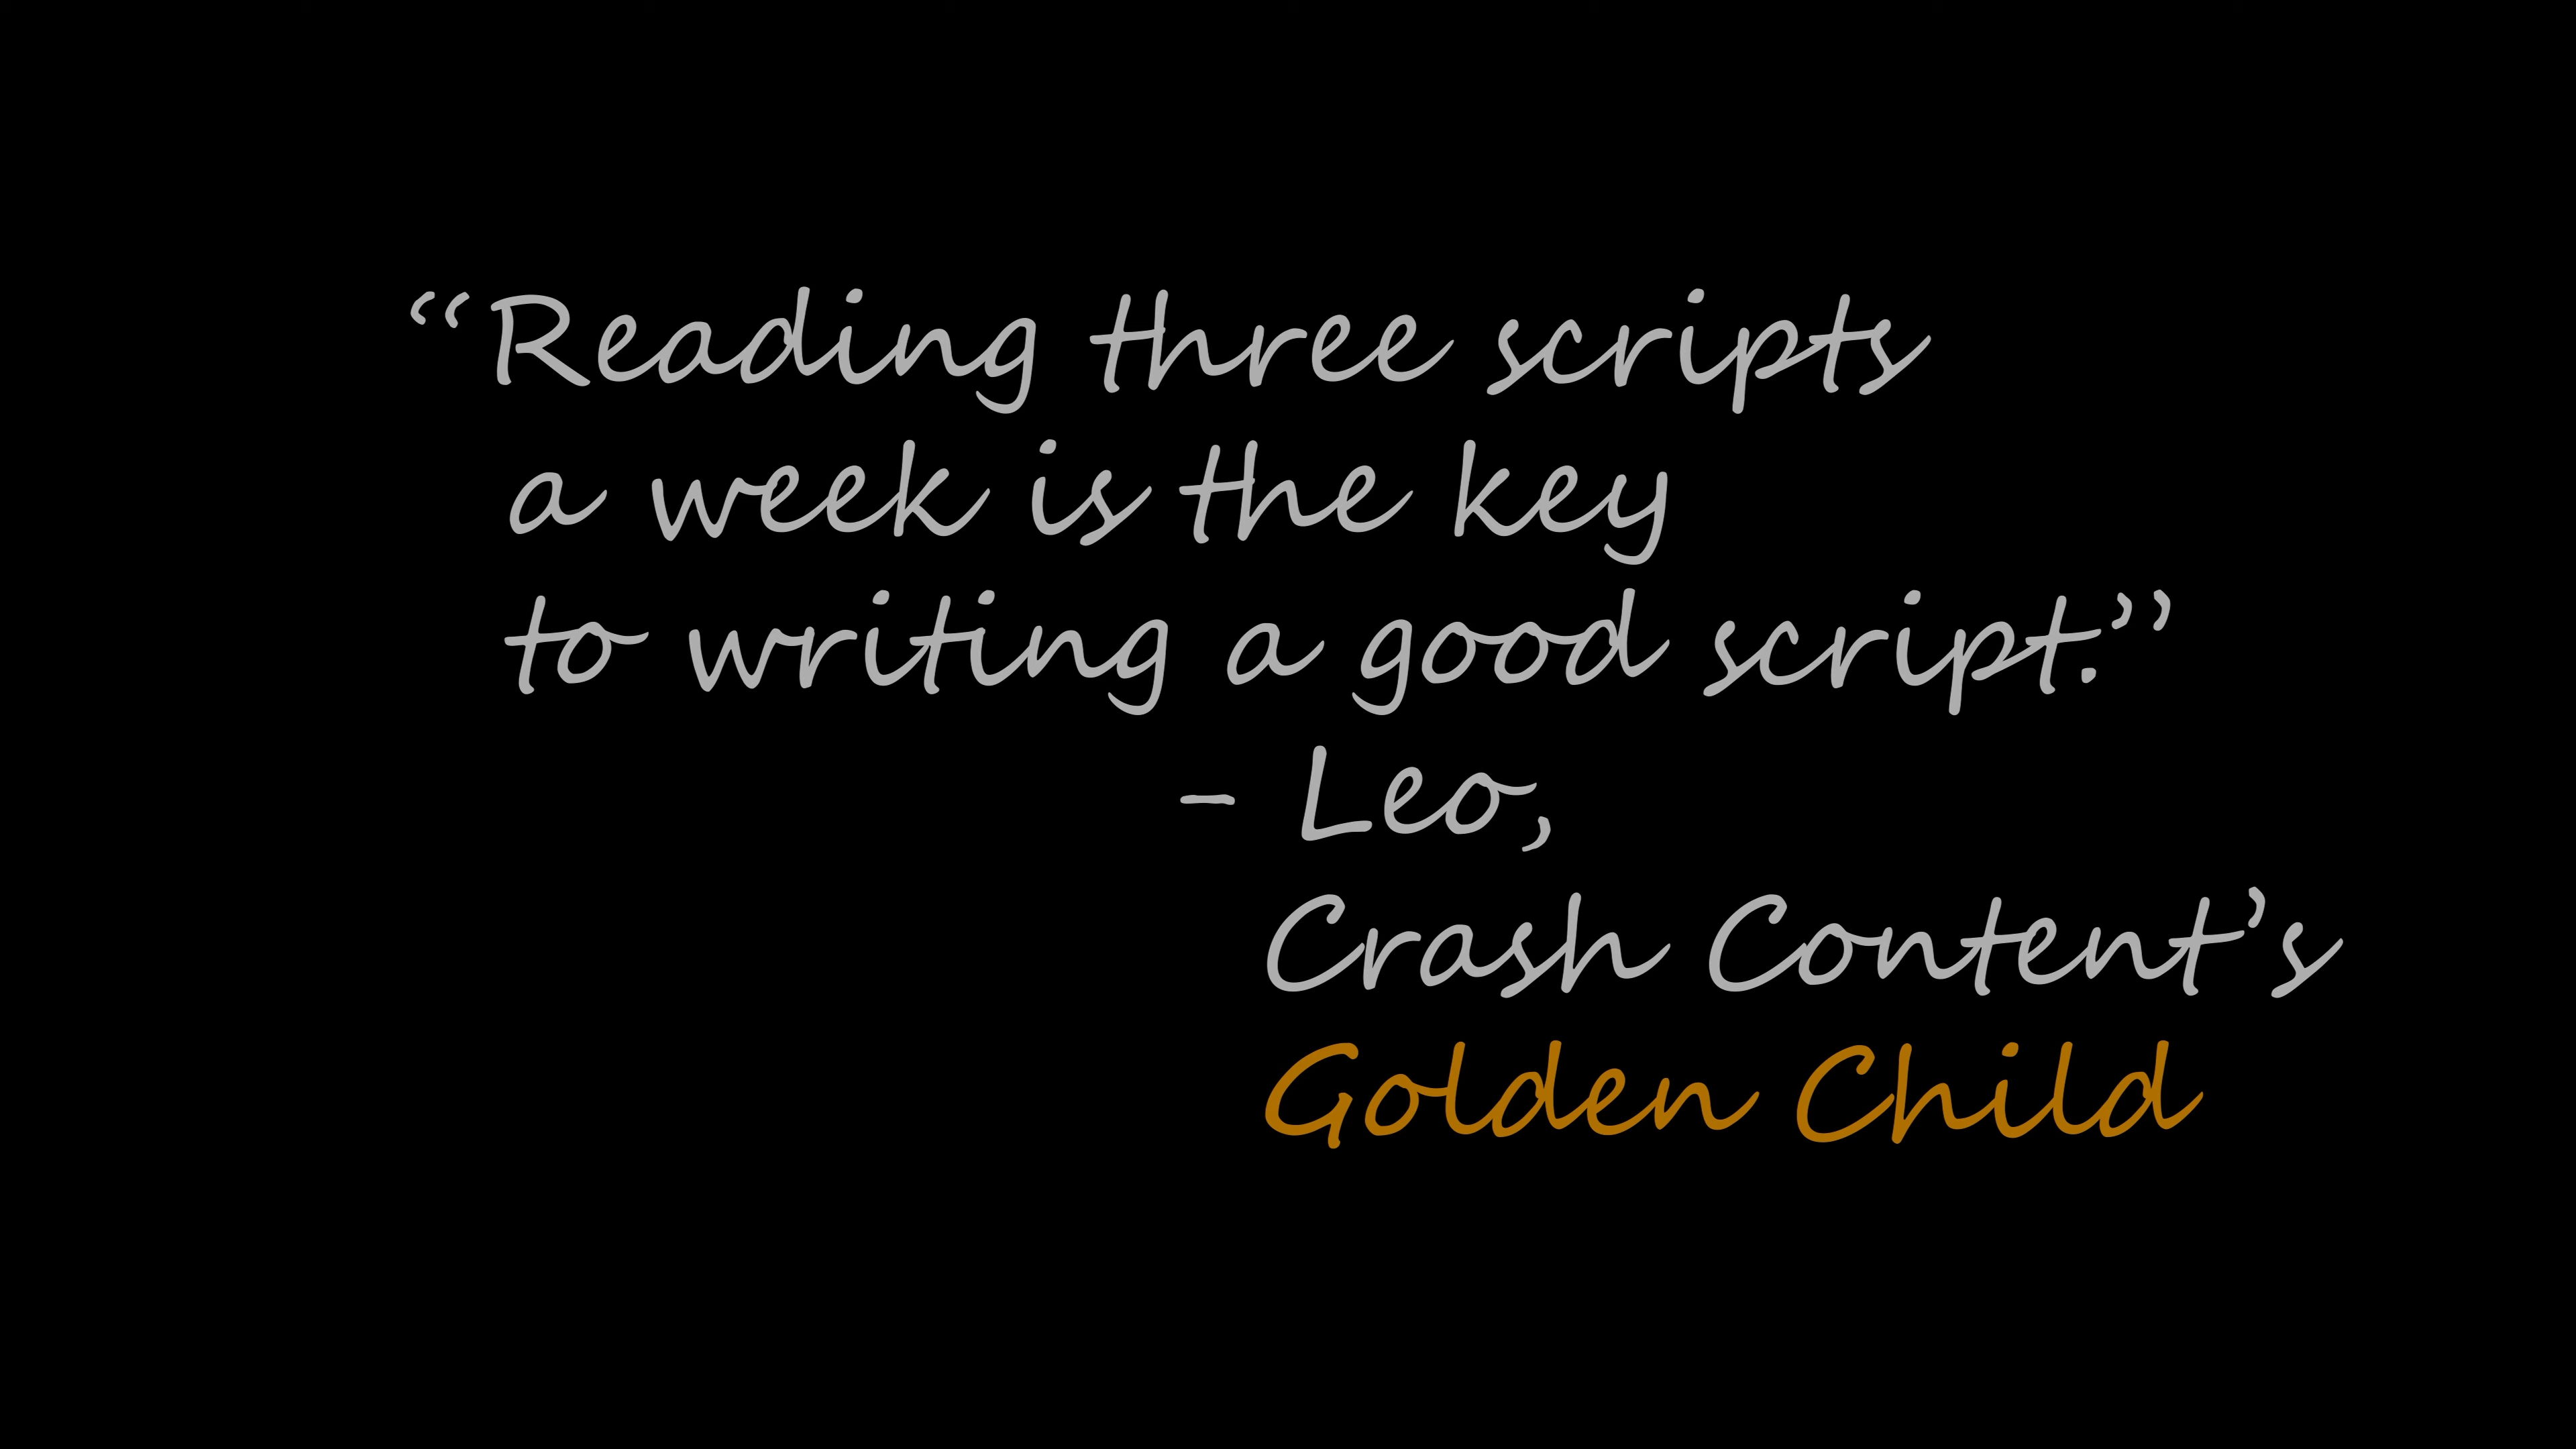 “Reading three scripts
a week is the key
to writing a good script.”
- Leo,
Crash Content’s
Golden Child